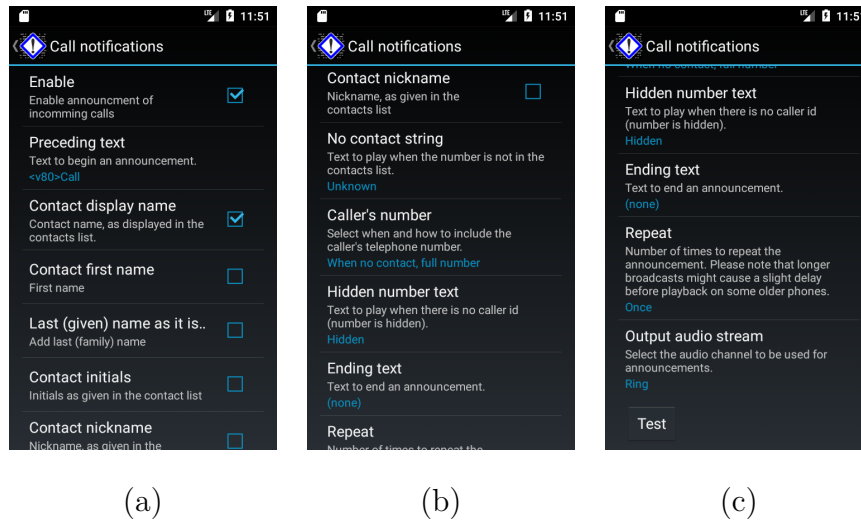 LTE 11:51
Call notifications
Enable
Enable announcment of
incomming calls
Preceding text
Text to begin an announcement.
<v80>Call
Contact display name
Contact name, as displayed in the
contacts list.
Contact first name
First name
Last (given) name as it is..
Add last (family) name
Contact initials
Initials as given in the contact list
Contact nickname
Nickname, as given in the
(a)
LTE 11:51
Call notifications
Contact nickname
Nickname, as given in the
contacts list
No contact string
Text to play when the number is not in the
contacts list.
Unknown
Caller's number
Select when and how to include the
caller's telephone number.
When no contact, full number
Hidden number text
Text to play when there is no caller id
(number is hidden).
Hidden
Ending text
Text to end an announcement.
(none)
Repeat
Number of times to repeat the
(b)
LTE 11:51
Call notifications
When no contact, full number
Hidden number text
Text to play when there is no caller id
(number is hidden).
Hidden
Ending text
Text to end an announcement.
(none)
Repeat
Number of times to repeat the
announcement. Please note that longer
broadcasts might cause a slight delay
before playback on some older phones.
Once
Output audio stream
Select the audio channel to be used for
announcements.
Ring
Test
(c)